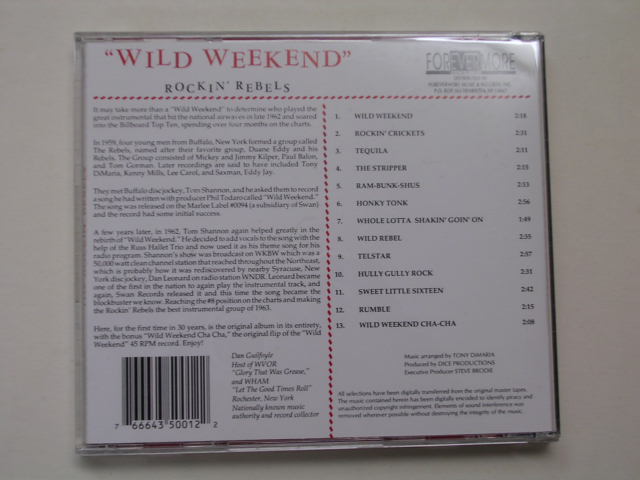 "WILD WEEKEND"
ROCKIN' REBELS
FOREVERMORE
It may take more than a "Wild Weekend" to determine who played the
great instrumental that hit the national airwaves in late 1962 and soared
into the Billboard Top Ten, spending over four months on the charts.
In 1959, four young men from Buffalo, New York formed a group called
The Rebels, named after their favorite group, Duane Eddy and his
Rebels. The Group consisted of Mickey and Jimmy Kilper, Paul Balon,
and Tom Gorman. Later recordings are said to have included Tony
DiMaria, Kenny Mills, Lee Carol, and Saxman, Eddy Jay.
They met Buffalo disc jockey, Tom Shannon, and he asked them to record
a song he had written with producer Phil Todaro called "Wild Weekend."
The song was released on the Marlee Label #0094 (a subsidiary of Swan)
and the record had some initial success.
A few years later, in 1962, Tom Shannon again helped greatly in the
rebirth of "Wild Weekend." He decided to add vocals to the song with the
help of the Russ Hallet Trio and now used it as his theme song for his
radio program. Shannon's show was broadcast on WKBW which was a
50,000 watt clean channel station that reached throughout the Northeast,
which is probably how it was rediscovered by nearby Syracuse, New
York disc jockey, Dan Leonard on radio station WNDR. Leonard became
one of the first in the nation to again play the instrumental track, and
again, Swan Records released it and this time the song became the
blockbuster we know. Reaching the #8 position on the charts and making
the Rockin' Rebels the best instrumental group of 1963.
Here, for the first time in 30 years, is the original album in its entirety,
with the bonus "Wild Weekend Cha Cha," the original flip of the "Wild
Weekend" 45 RPM record. Enjoy!
Dan Guilfoyle
Host of WVOR
"Glory That Was Grease,"
and WHAM
"Let The Good Times Roll"
Rochester, New York
Nationally known music
authority and record collector
7 66643 50012 2
1. WILD WEEKEND 2:18
2. ROCKIN' CRICKETS 2:31
3. TEQUILA 2:11
4. THE STRIPPER 2:15
5. RAM-BUNK-SHUS 2:13
6. HONKY TONK 2:56
7. WHOLE LOTTA SHAKIN' GOIN' ON 1:49
8. WILD REBEL 2:35
9. TELSTAR 2:57
10. HULLY GULLY ROCK 2:31
11. SWEET LITTLE SIXTEEN 2:42
12. RUMBLE 2:15
13. WILD WEEKEND CHA-CHA 2:08
Music arranged by TONY DiMARIA
Produced by DICE PRODUCTIONS
Executive Producer STEVE BRODIE
All selections have been digitally transferred from the original master tapes.
The music contained herein has been digitally encoded to identify piracy and
unauthorized copyright infringement. Elements of sound interference was
removed wherever possible without destroying the integrity of the music.